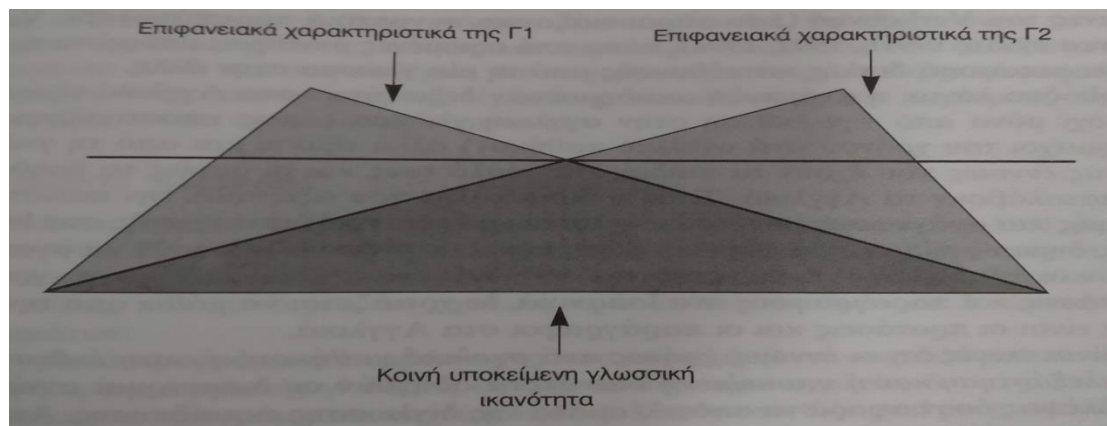 Επιφανειακά χαρακτηριστικά της Γ1
Επιφανειακά χαρακτηριστικά της Γ2
Κοινή υποκείμενη γλωσσική
ικανότητα